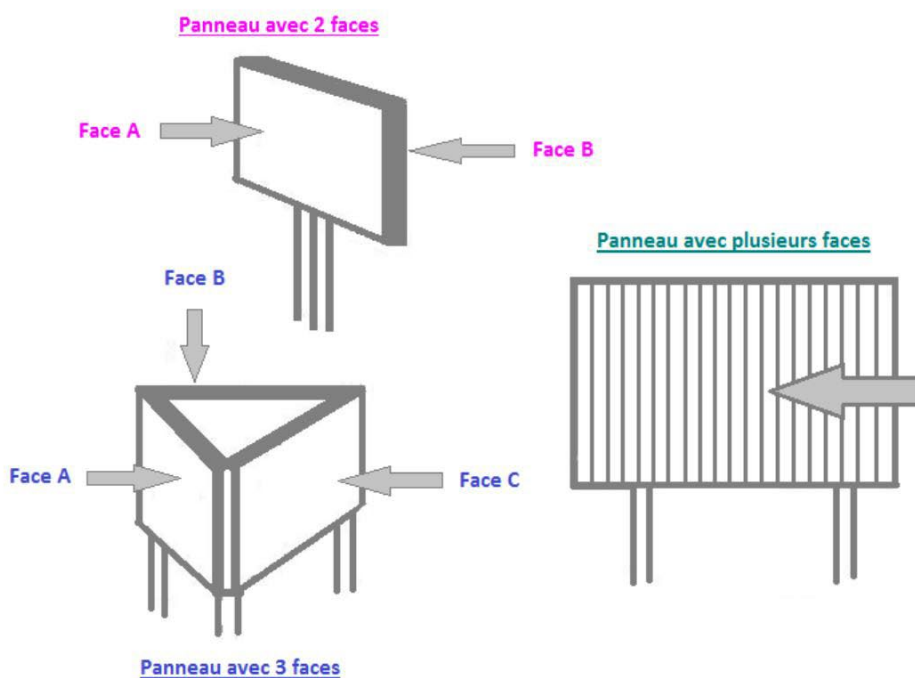 Panneau avec 2 faces
Face A
Face B
Panneau avec plusieurs faces
Face B
Face A
Face C
Panneau avec 3 faces